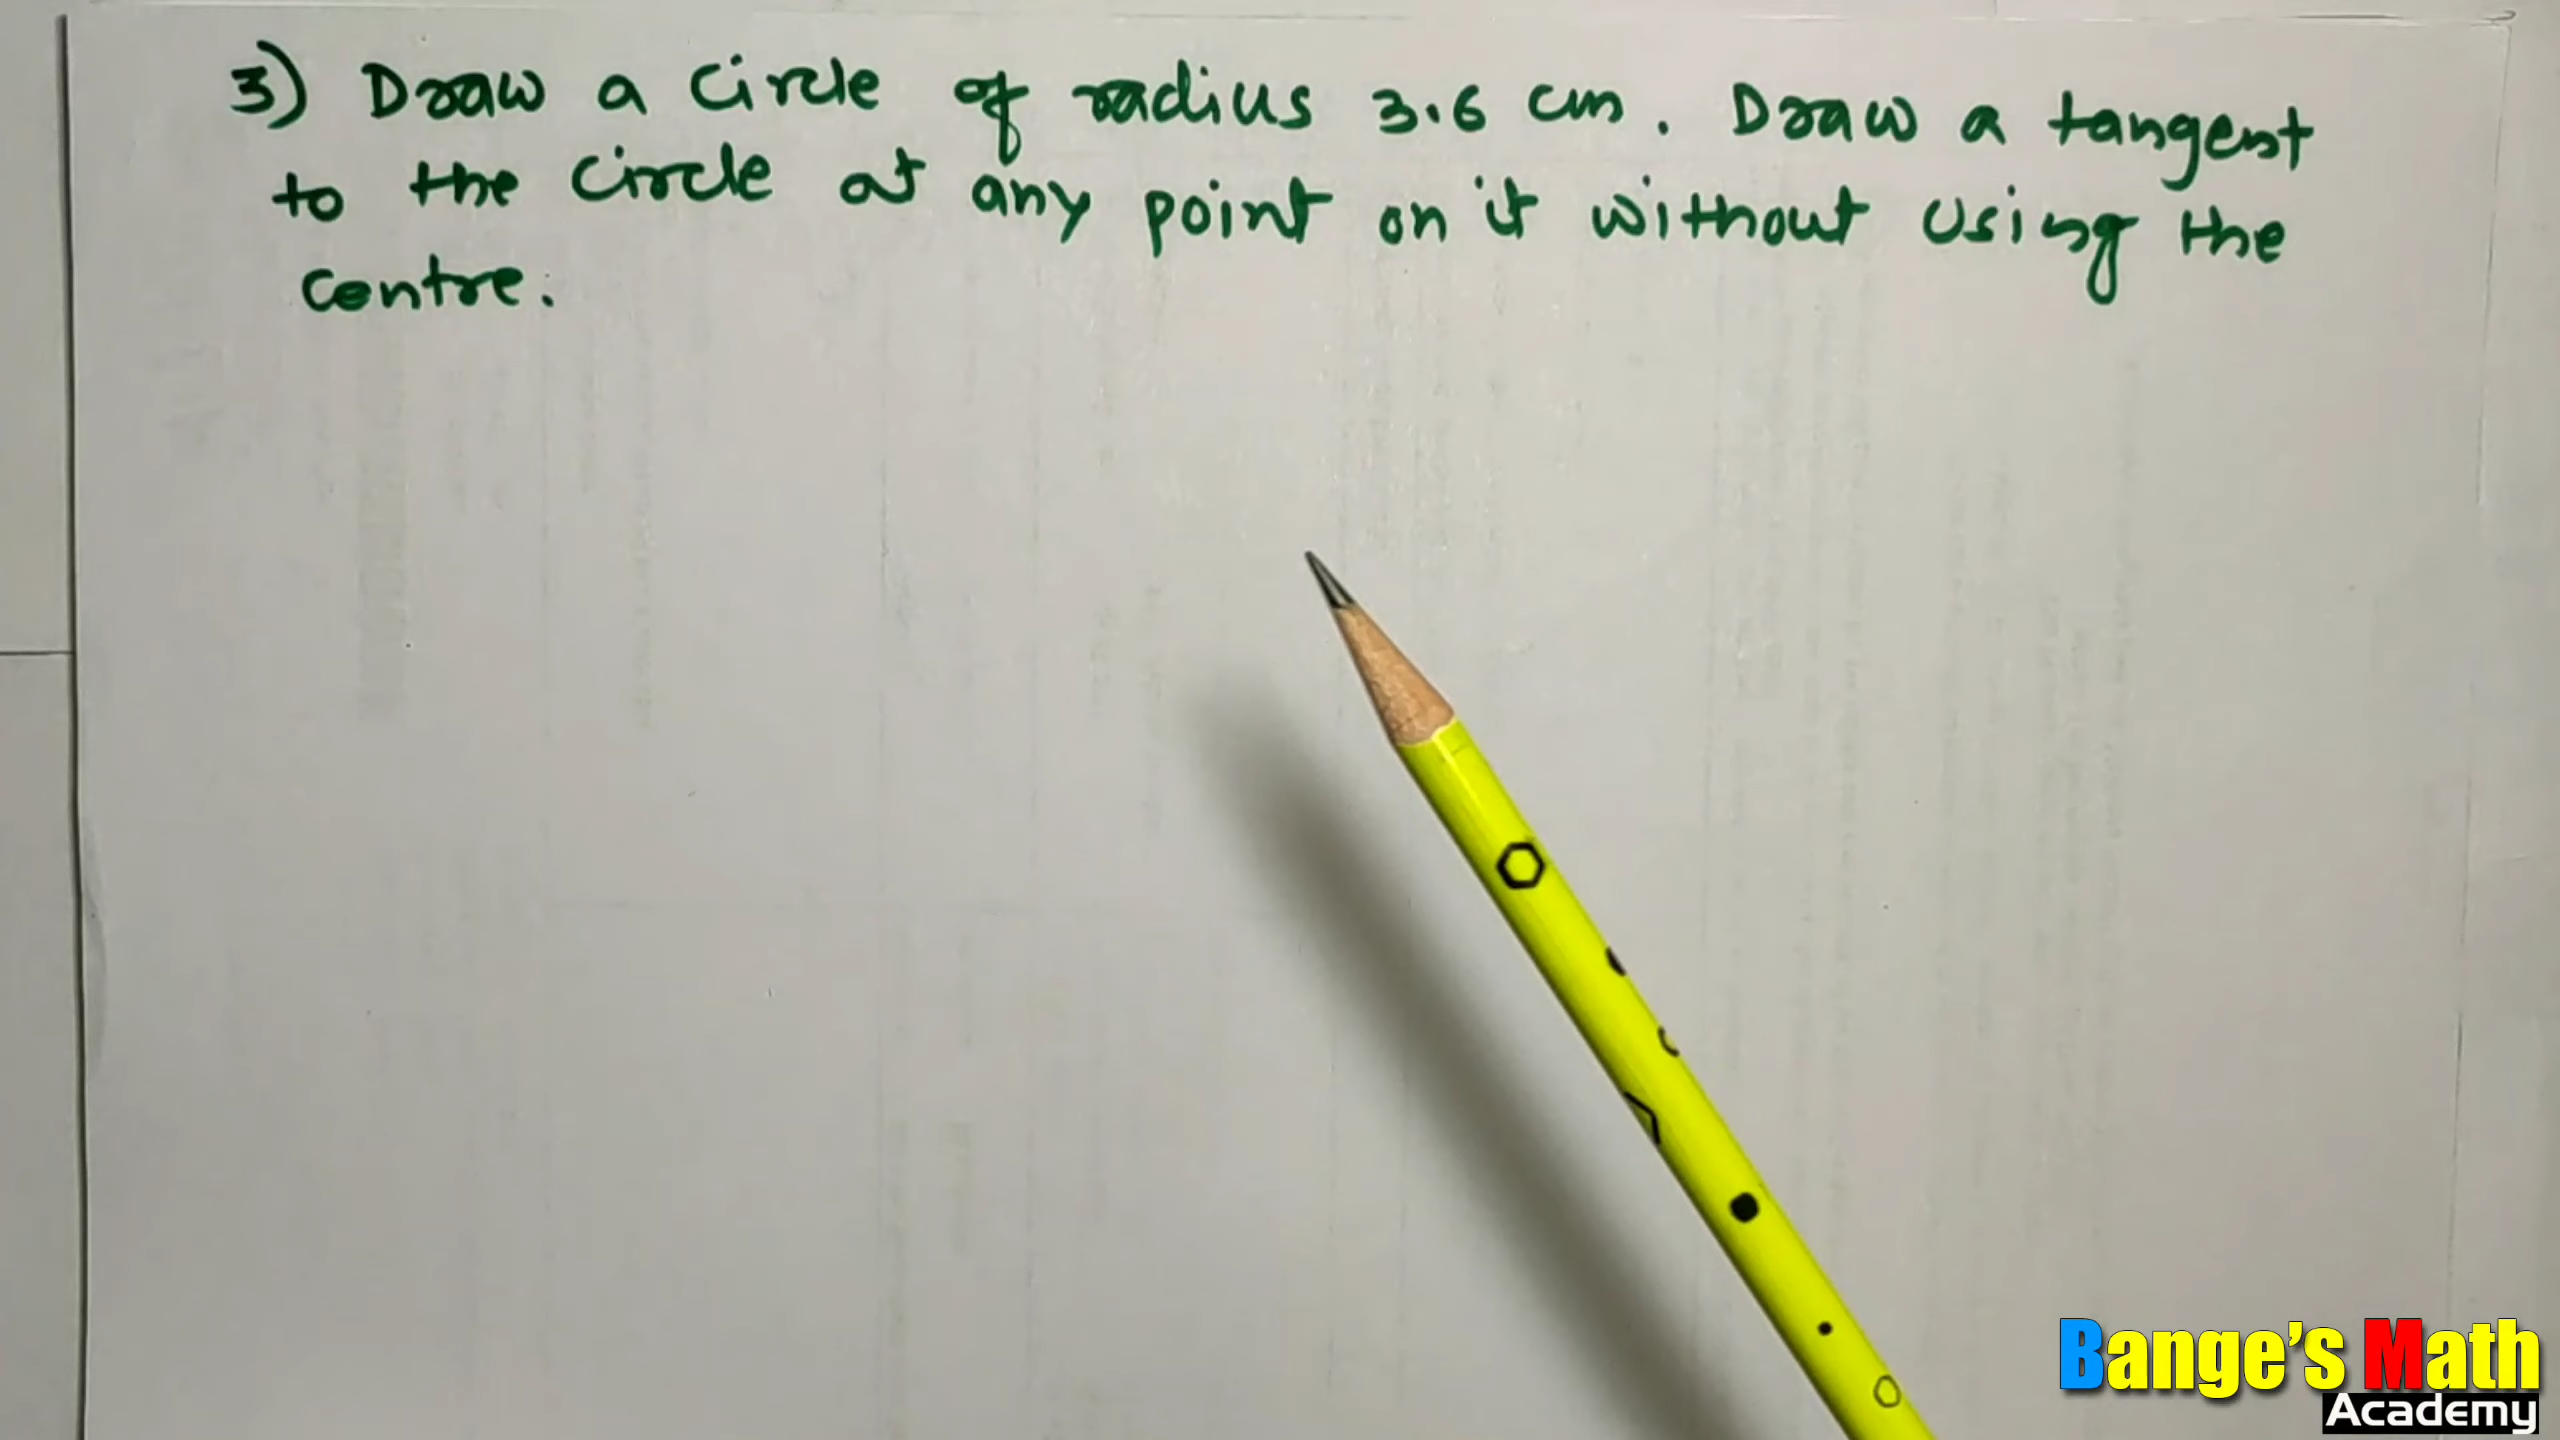 3) Draw a circle of radius 3.6 cm. Draw a tangent
to the circle at any point on it without using the
centre.
Bange's Math
Academy